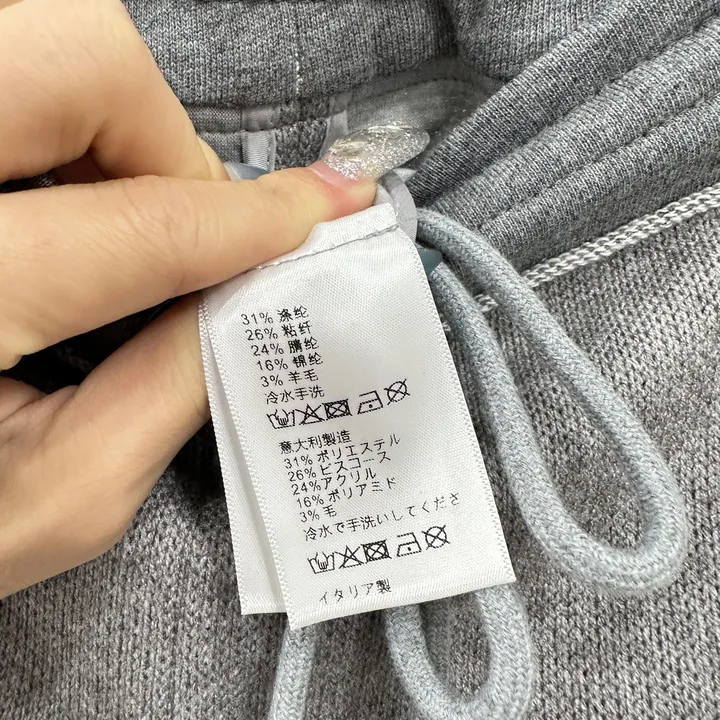 31% 涤纶
26% 粘纤
24% 腈纶
16% 锦纶
3% 羊毛
冷水手洗
意大利製造
31% ポリエステル
26% ビスコース
24%アクリル
16% ポリアミド
3% 毛
冷水で手洗いしてくださ
イタリア製